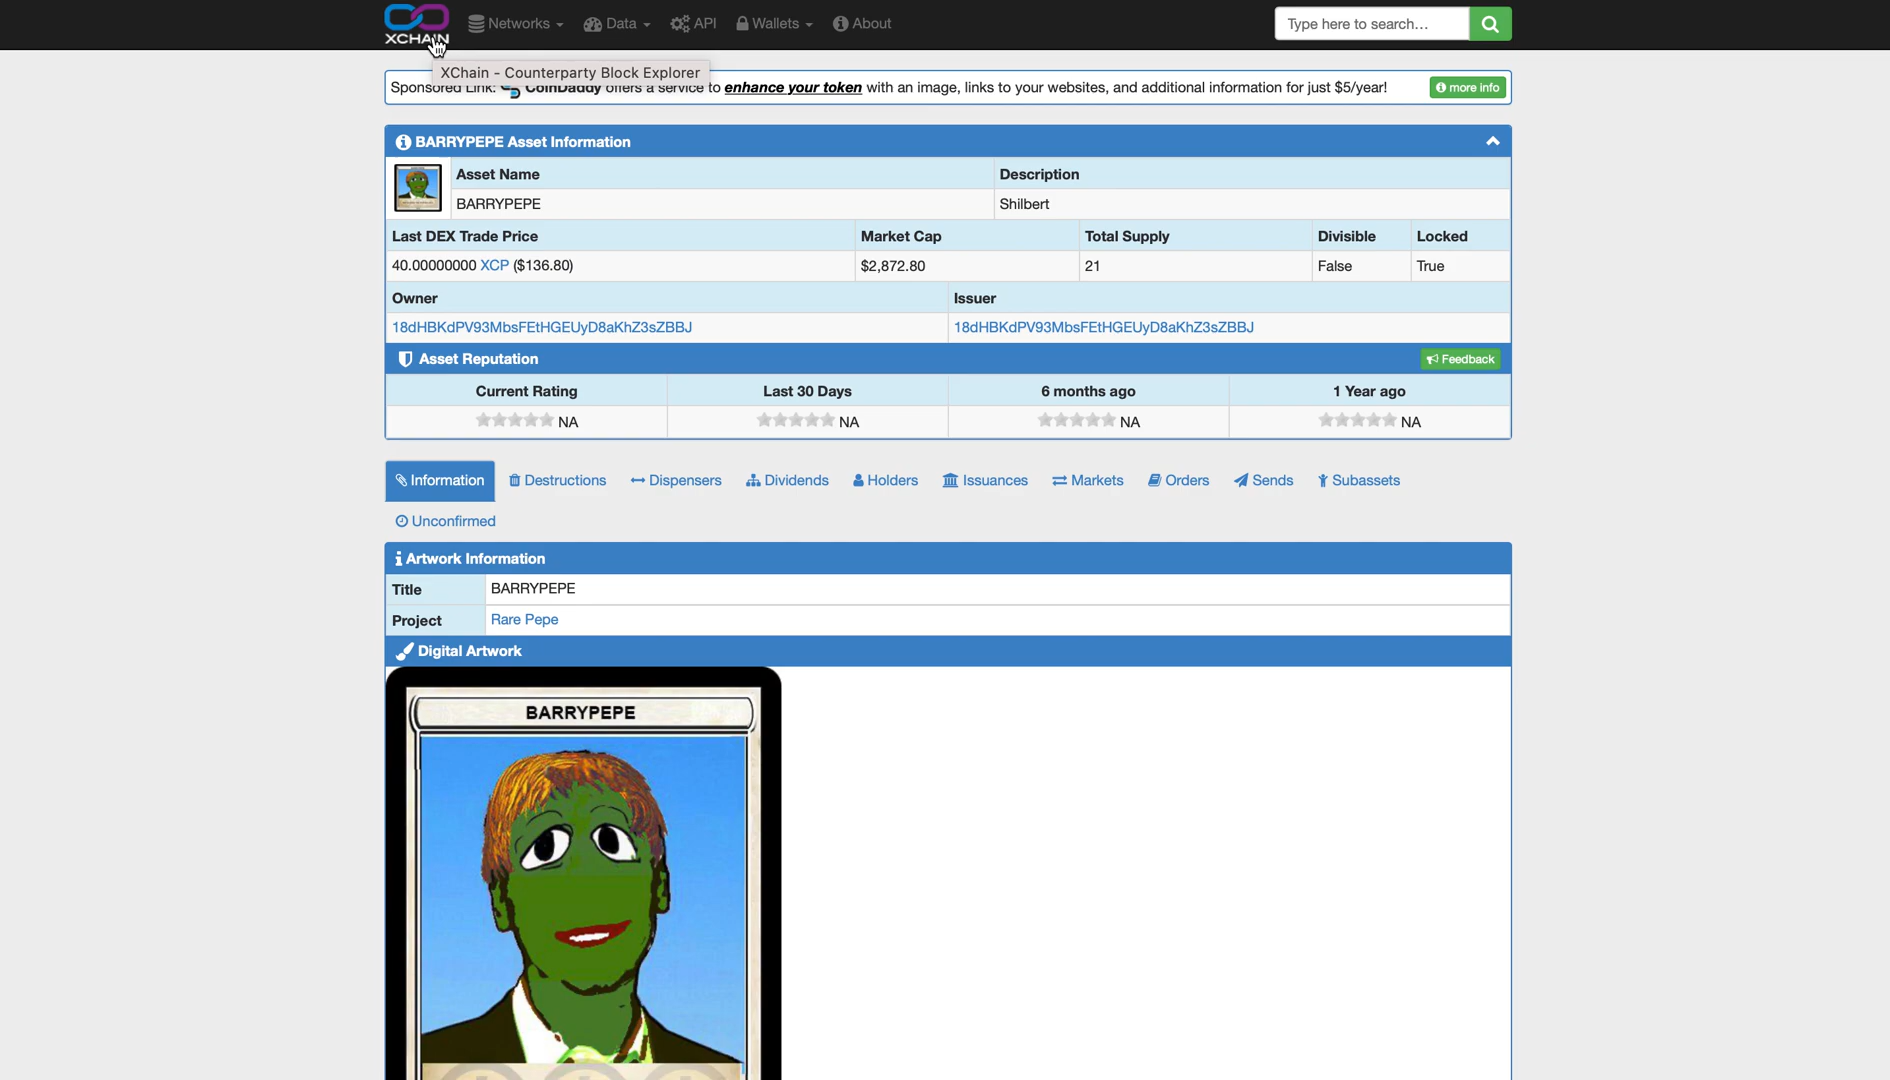 XCHAIN Networks Data API Wallets About Type here to search...
XChain - Counterparty Block Explorer
Sponsored Link: CoinDaddy offers a service to enhance your token with an image, links to your websites, and additional information for just $5/year! more info
BARRYPEPE Asset Information
Asset Name Description
BARRYPEPE Shilbert
Last DEX Trade Price Market Cap Total Supply Divisible Locked
40.00000000 XCP ($136.80) $2,872.80 21 False True
Owner Issuer
18dHBKdPV93MbsFEtHGEUyD8aKhZ3sZBBJ 18dHBKdPV93MbsFEtHGEUyD8aKhZ3sZBBJ
Asset Reputation Feedback
Current Rating Last 30 Days 6 months ago 1 Year ago
NA NA NA NA
Information Destructions Dispensers Dividends Holders Issuances Markets Orders Sends Subassets
Unconfirmed
Artwork Information
Title BARRYPEPE
Project Rare Pepe
Digital Artwork
BARRYPEPE